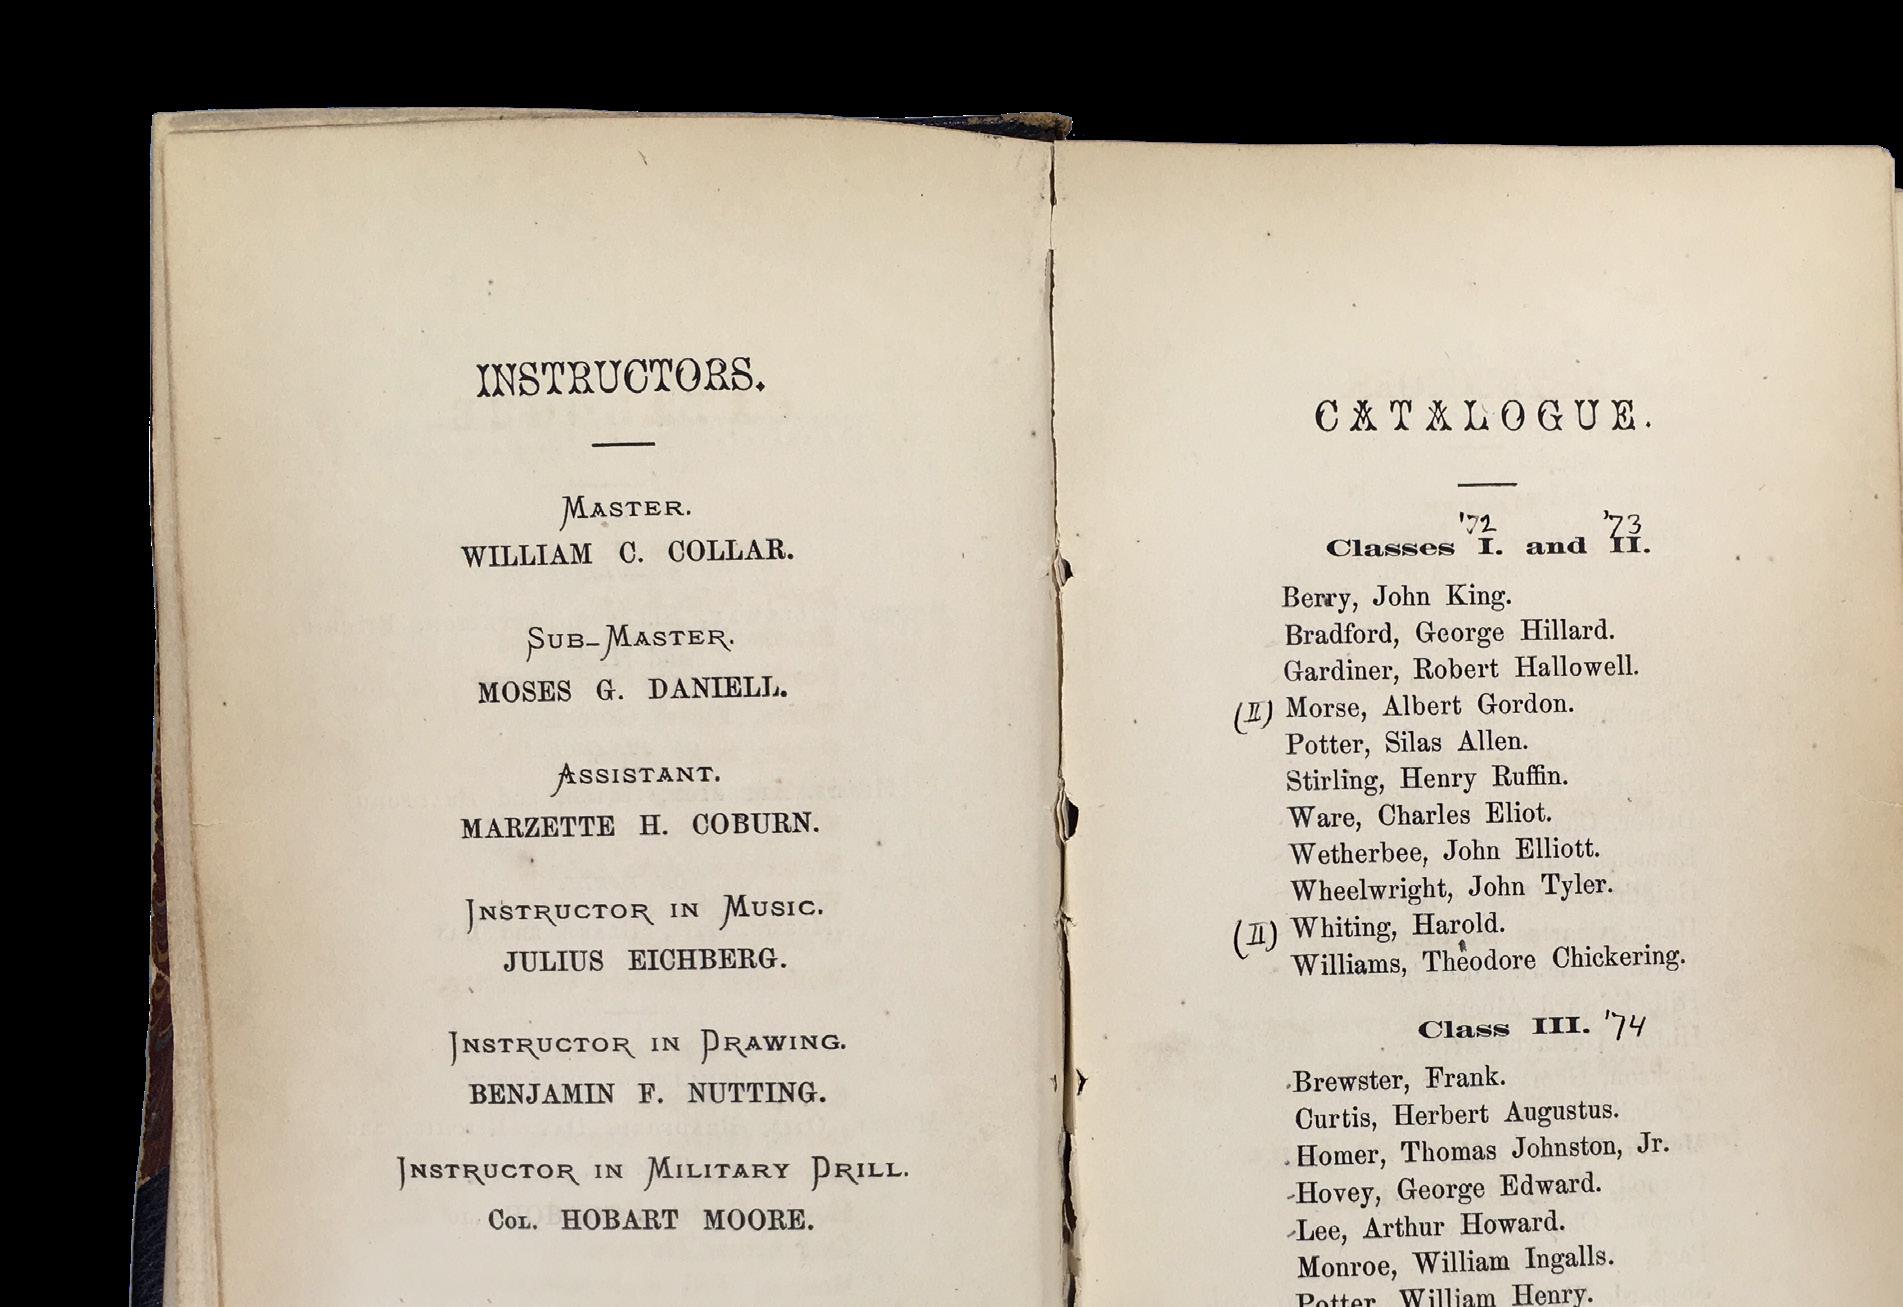 INSTRUCTORS.
MASTER.
WILLIAM C. COLLAR.
SUB-MASTER.
MOSES G. DANIELL.
ASSISTANT.
MARZETTE H. COBURN.
INSTRUCTOR IN MUSIC.
JULIUS EICHBERG.
INSTRUCTOR IN DRAWING.
BENJAMIN F. NUTTING.
INSTRUCTOR IN MILITARY DRILL.
COL. HOBART MOORE.
CATALOGUE.
'72 '73
Classes I. and II.
Berry, John King.
Bradford, George Hillard.
Gardiner, Robert Hallowell.
(II) Morse, Albert Gordon.
Potter, Silas Allen.
Stirling, Henry Ruffin.
Ware, Charles Eliot.
Wetherbee, John Elliott.
Wheelwright, John Tyler.
(II) Whiting, Harold.
Williams, Theodore Chickering.
Class III. '74
Brewster, Frank.
Curtis, Herbert Augustus.
Homer, Thomas Johnston, Jr.
Hovey, George Edward.
Lee, Arthur Howard.
Monroe, William Ingalls.
Potter, William Henry.